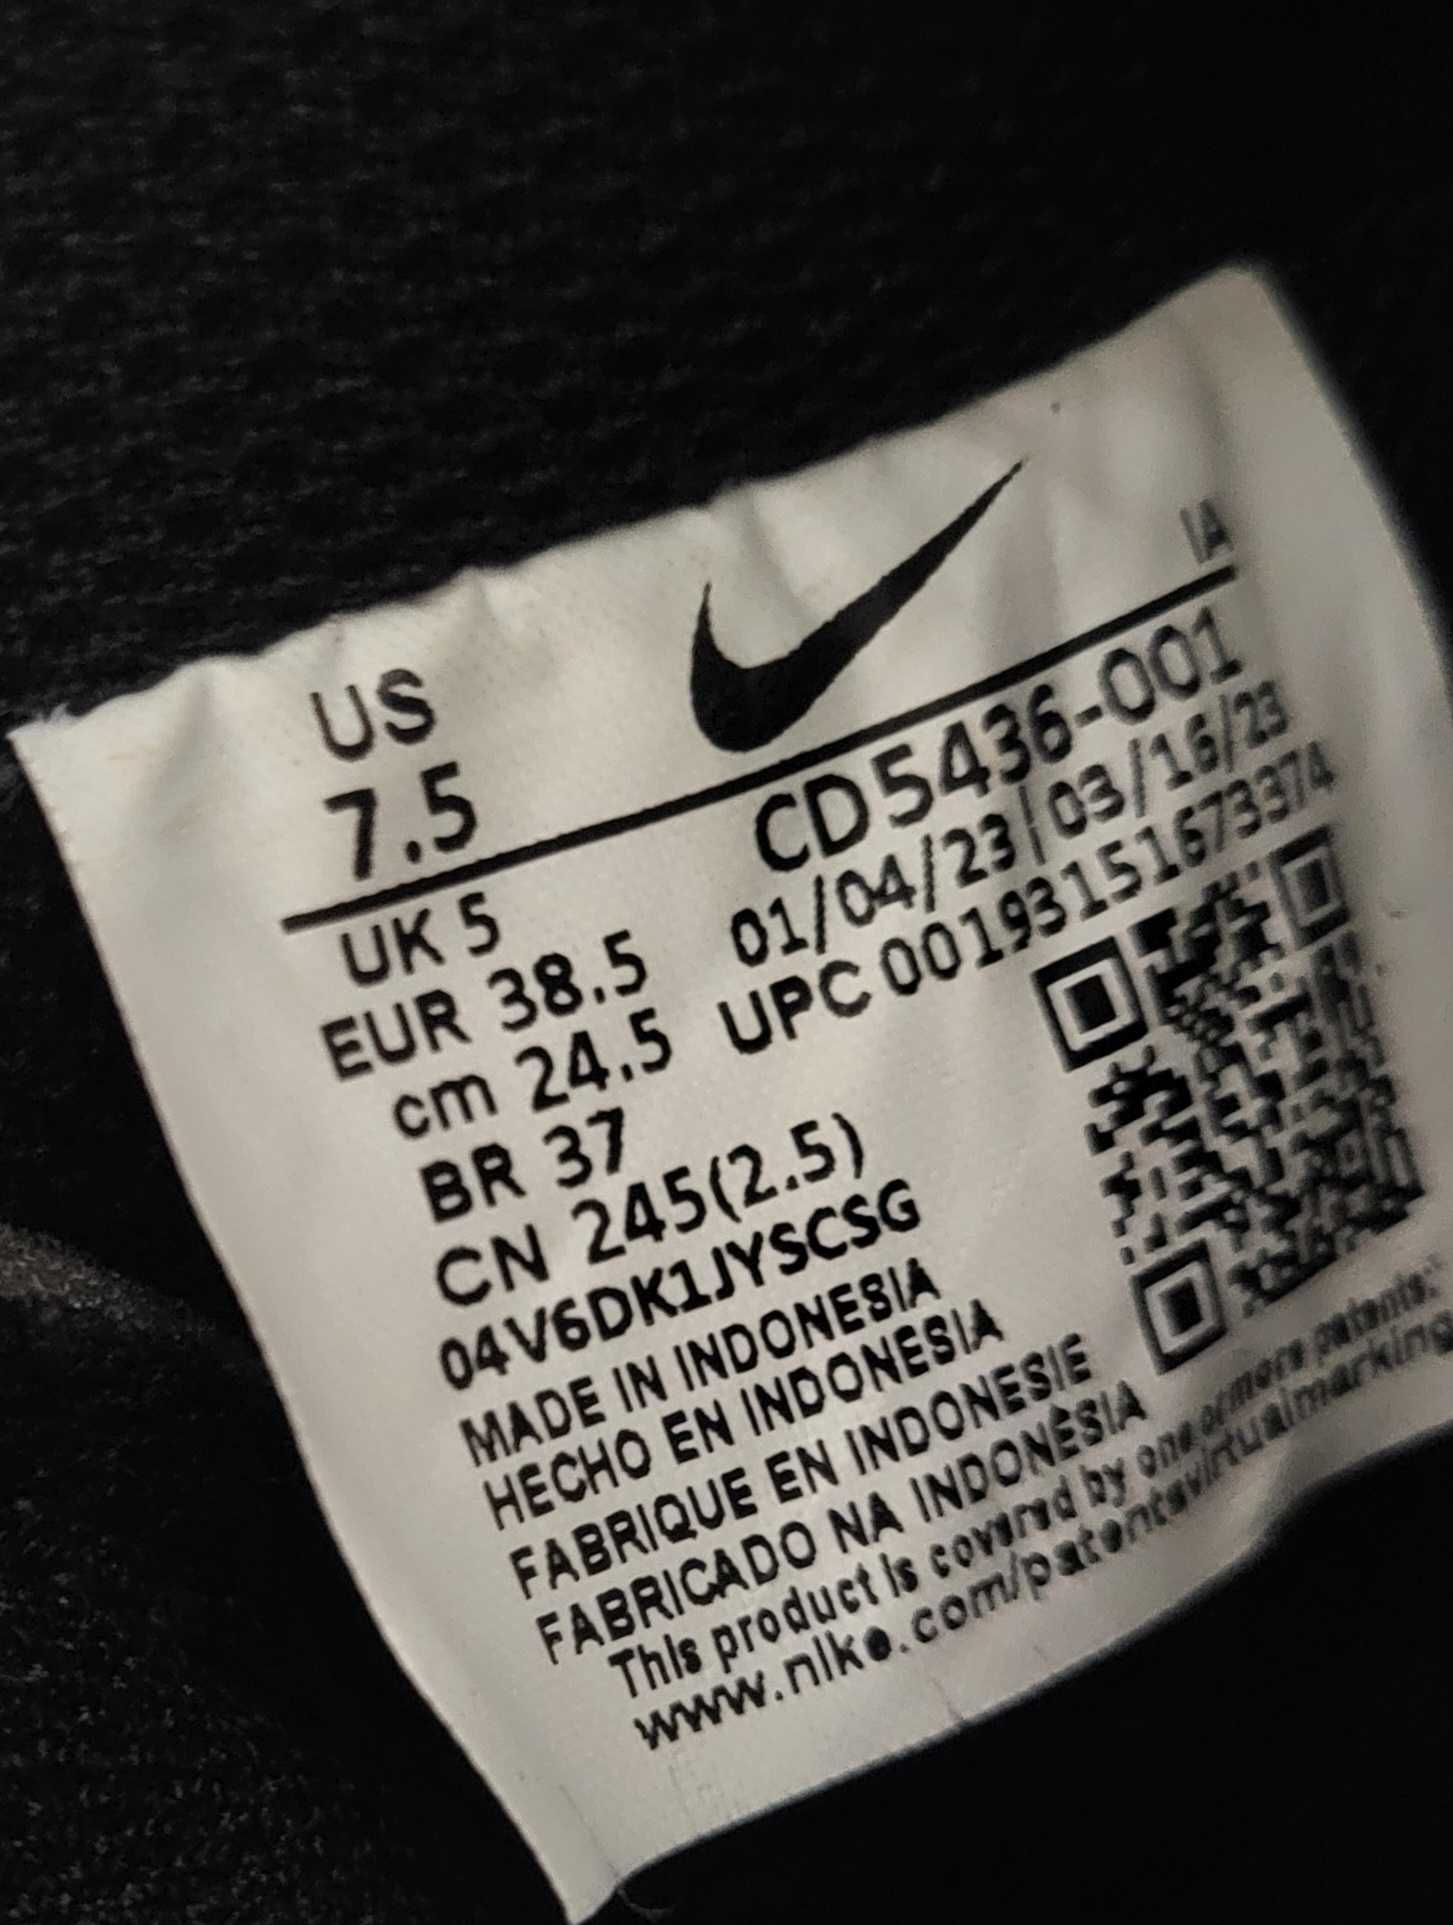 IA
US
7.5
CD5436-001
UK 5
01/04/23|03/16/23
EUR 38.5
UPC 00193151673374
cm 24.5
BR 37
CN 245(2.5)
04V6DK1JYSCSG
MADE IN INDONESIA
HECHO EN INDONESIA
FABRIQUE EN INDONESIE
FABRICADO NA INDONÉSIA
This product is covered by one or more patents:
www.nike.com/patentsvirtualmarking